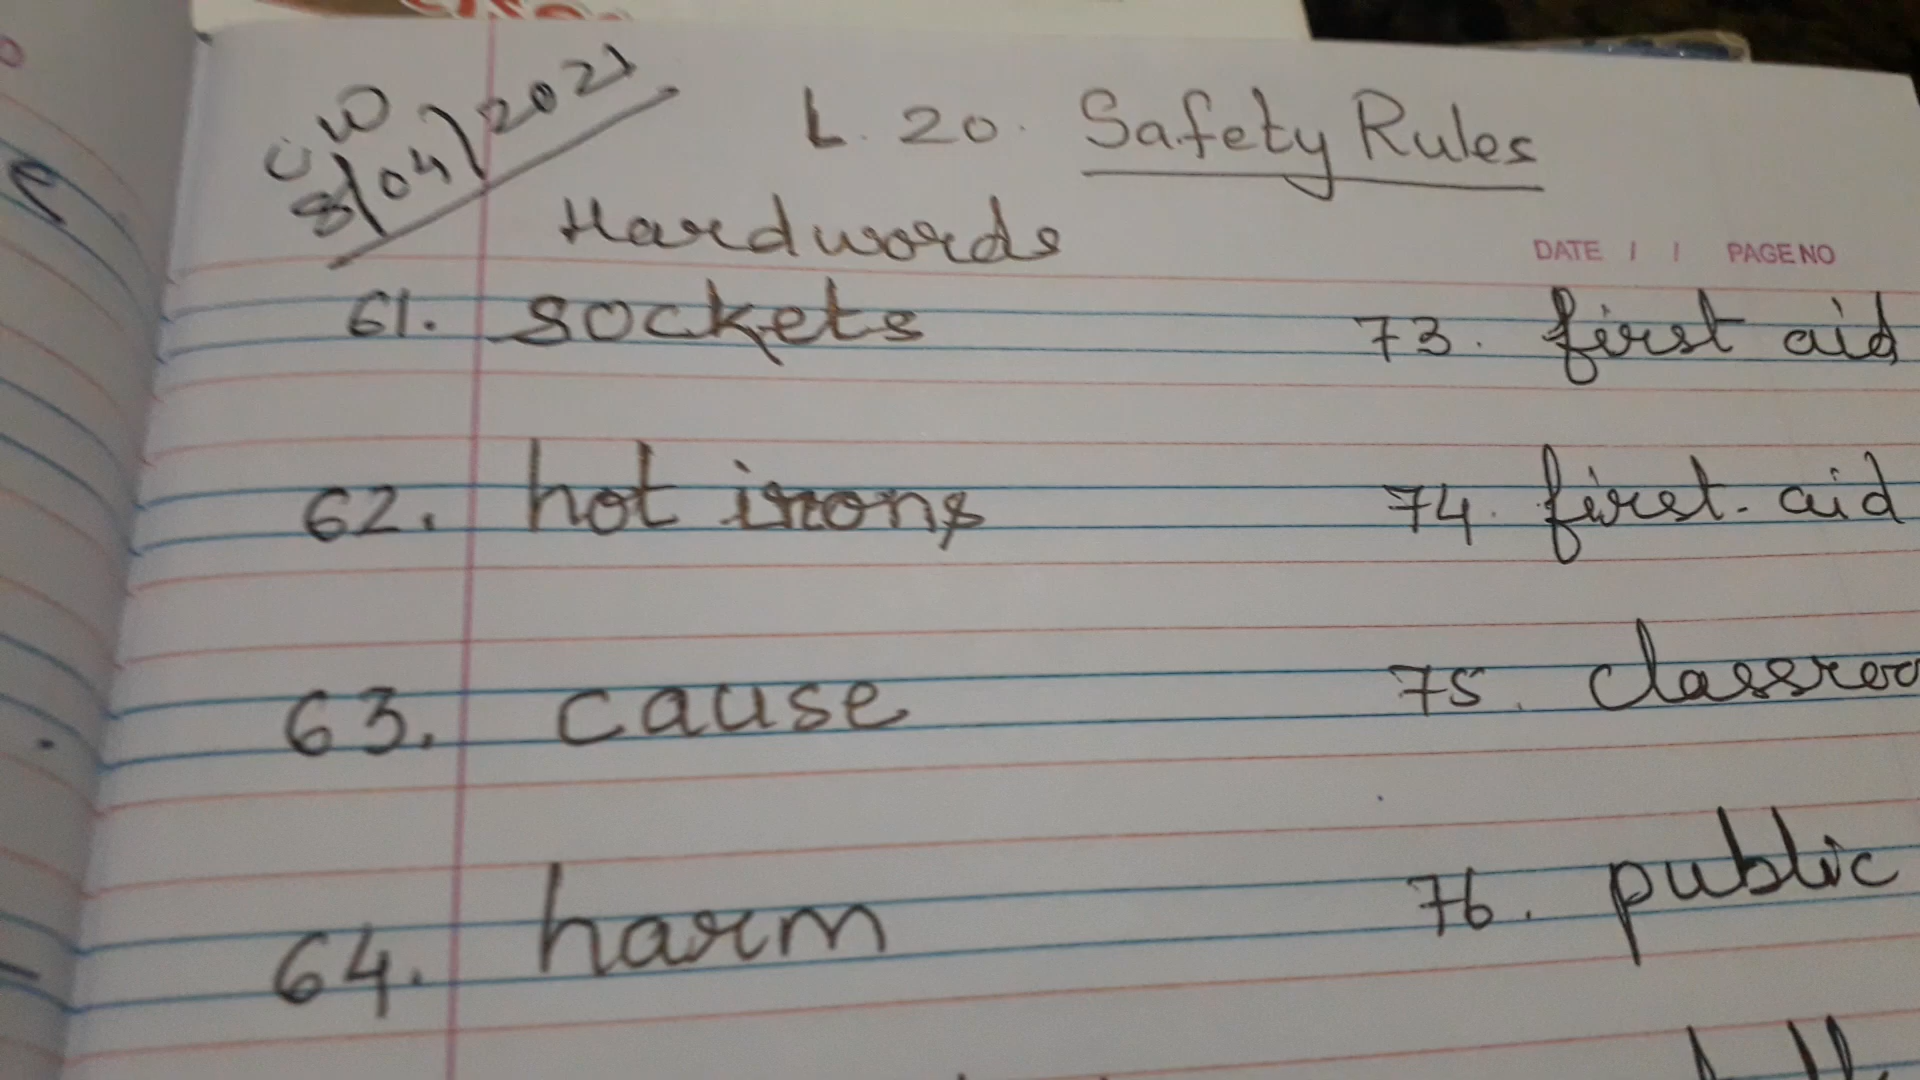 CW
8/04/2021
L. 20. Safety Rules
Hardwords
DATE / / PAGE NO
61. sockets
62. hot irons
63. cause
64. harm
73. first aid
74. first-aid
75. classroo
76. public